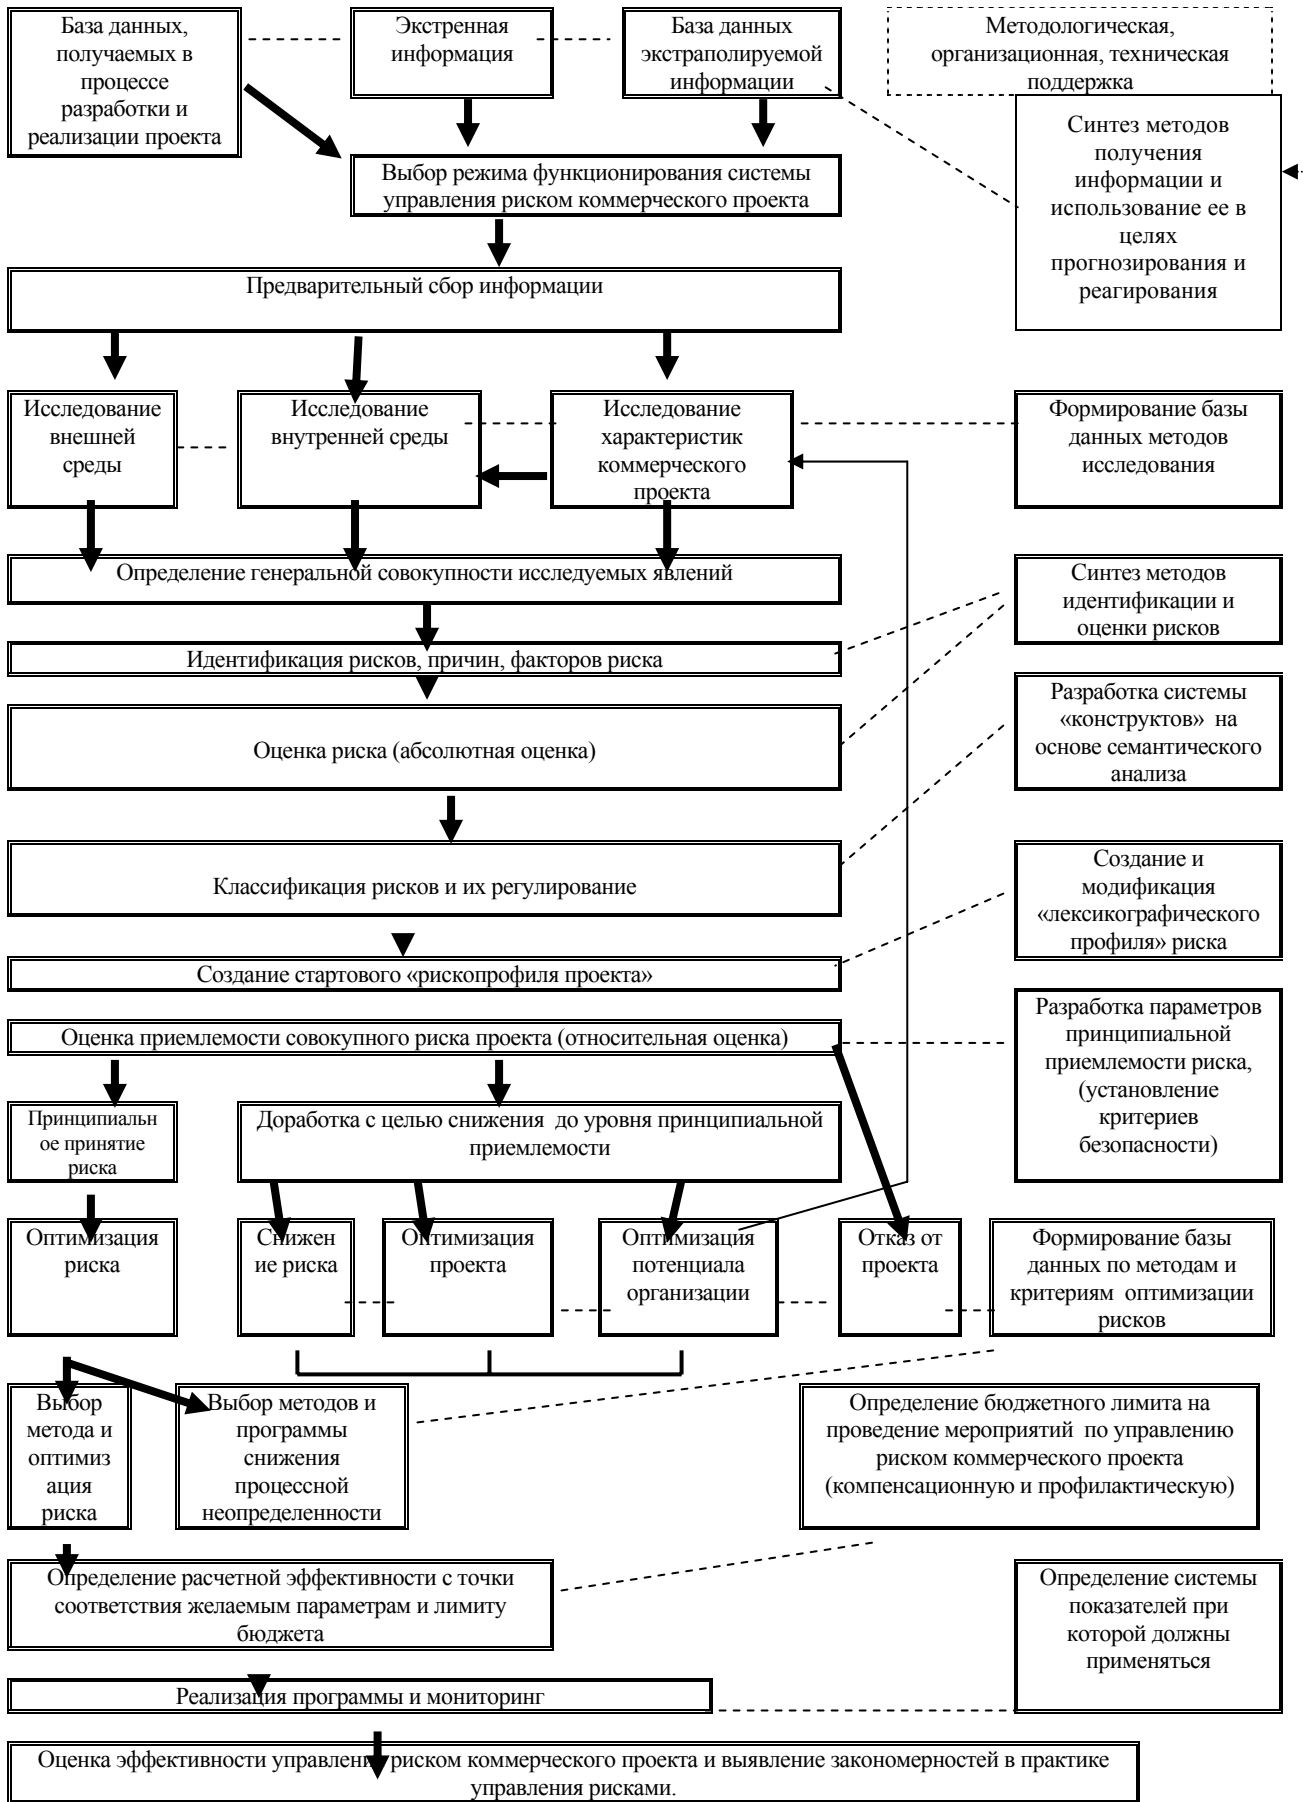 База данных,
получаемых в
процессе
разработки и
реализации проекта
Экстренная
информация
База данных
экстраполируемой
информации
Методологическая,
организационная, техническая
поддержка
Синтез методов
получения
информации и
использование ее в
целях
прогнозирования и
реагирования
Выбор режима функционирования системы
управления риском коммерческого проекта
Предварительный сбор информации
Исследование
внешней
среды
Исследование
внутренней среды
Исследование
характеристик
коммерческого
проекта
Формирование базы
данных методов
исследования
Определение генеральной совокупности исследуемых явлений
Синтез методов
идентификации и
оценки рисков
Идентификация рисков, причин, факторов риска
Разработка системы
«конструктов»  на
основе семантического
анализа
Оценка риска (абсолютная оценка)
Классификация рисков и их регулирование
Создание и
модификация
«лексикографического
профиля» риска
Создание стартового «рископрофиля проекта»
Разработка параметров
принципиальной
приемлемости риска,
(установление
критериев
безопасности)
Оценка приемлемости совокупного риска проекта (относительная оценка)
Принципиальн
ое принятие
риска
Доработка с целью снижения  до уровня принципиальной
приемлемости
Оптимизация
риска
Снижен
ие риска
Оптимизация
проекта
Оптимизация
потенциала
организации
Отказ от
проекта
Формирование базы
данных по методам и
критериям  оптимизации
рисков
Выбор
метода и
оптимиз
ация
риска
Выбор методов и
программы
снижения
процессной
неопределенности
Определение бюджетного лимита на
проведение мероприятий  по управлению
риском коммерческого проекта
(компенсационную и профилактическую)
Определение расчетной эффективности с точки
соответствия желаемым параметрам и лимиту
бюджета
Определение системы
показателей при
которой должны
применяться
Реализация программы и мониторинг
Оценка эффективности управления риском коммерческого проекта и выявление закономерностей в практике
управления рисками.